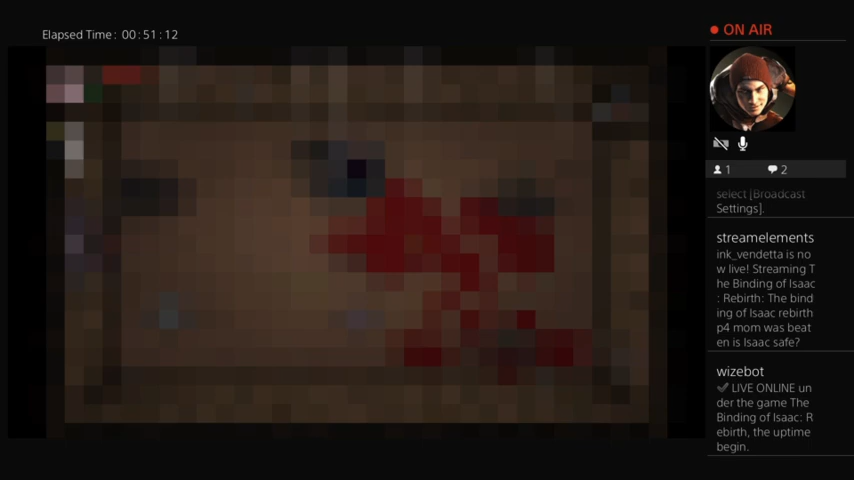 Elapsed Time: 00:51:12
ON AIR
1
2
select [Broadcast
Settings].
streamelements
ink_vendetta is no
w live! Streaming T
he Binding of Isaac
: Rebirth: The bind
ing of Isaac rebirth
p4 mom was beat
en is Isaac safe?
wizebot
✓ LIVE ONLINE un
der the game The
Binding of Isaac: R
ebirth, the uptime
begin.